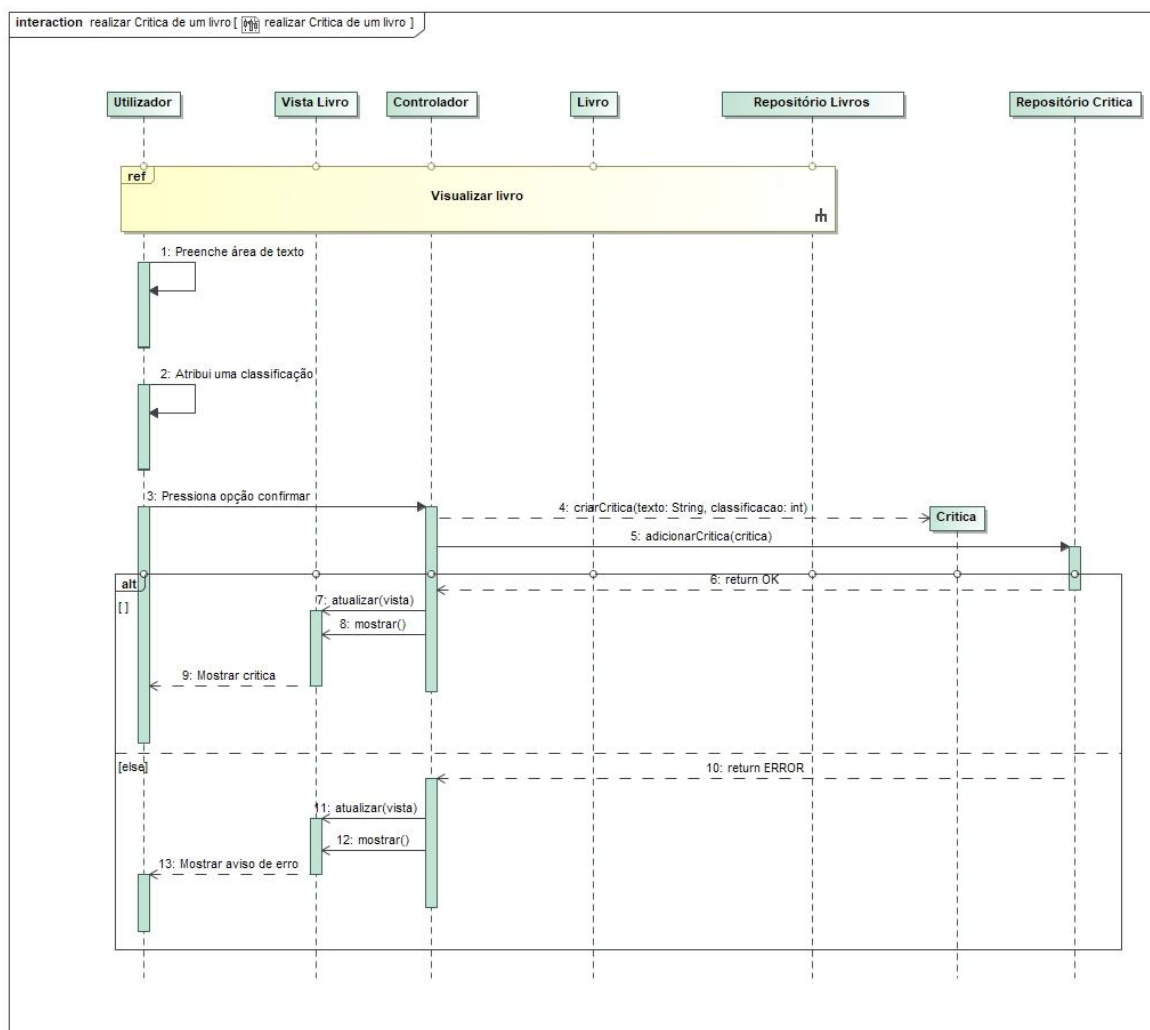 interaction realizar Critica de um livro [ realizar Critica de um livro ]
Utilizador
Vista Livro
Controlador
Livro
Repositório Livros
Repositório Critica
ref
Visualizar livro
1: Preenche área de texto
2: Atribui uma classificação
3: Pressiona opção confirmar
4: criarCritica(texto: String, classificacao: int)
Critica
5: adicionarCritica(critica)
alt
6: return OK
[ ]
7: atualizar(vista)
8: mostrar()
9: Mostrar critica
[else]
10: return ERROR
11: atualizar(vista)
12: mostrar()
13: Mostrar aviso de erro